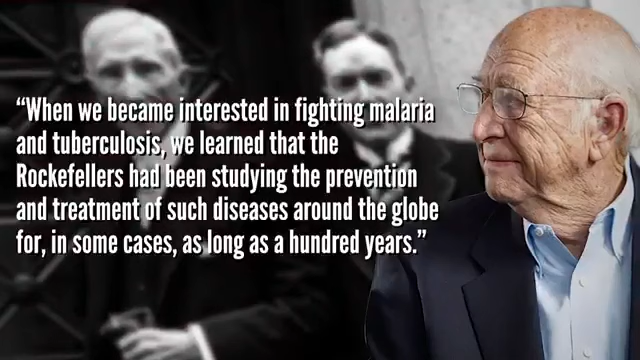 “When we became interested in fighting malaria
and tuberculosis, we learned that the
Rockefellers had been studying the prevention
and treatment of such diseases around the globe
for, in some cases, as long as a hundred years.”